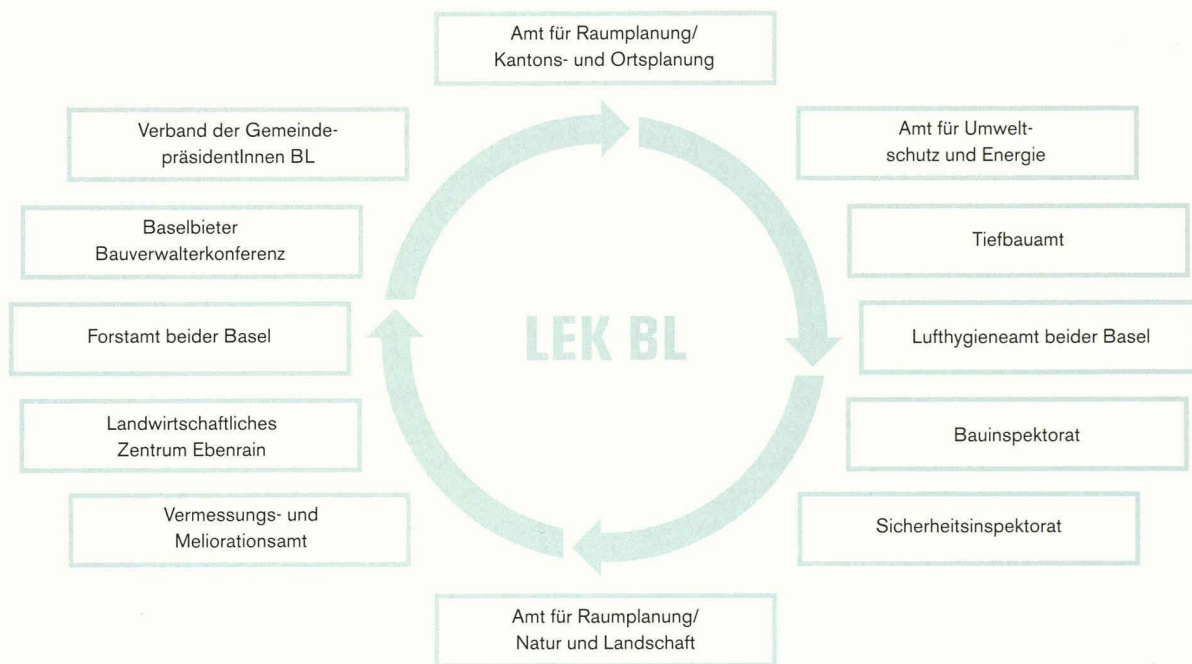 Amt für Raumplanung/
Kantons- und Ortsplanung
Verband der Gemeinde-
präsidentInnen BL
Amt für Umwelt-
schutz und Energie
Baselbieter
Bauverwalterkonferenz
Tiefbauamt
Forstamt beider Basel
LEK BL
Lufthygieneamt beider Basel
Landwirtschaftliches
Zentrum Ebenrain
Bauinspektorat
Vermessungs- und
Meliorationsamt
Sicherheitsinspektorat
Amt für Raumplanung/
Natur und Landschaft